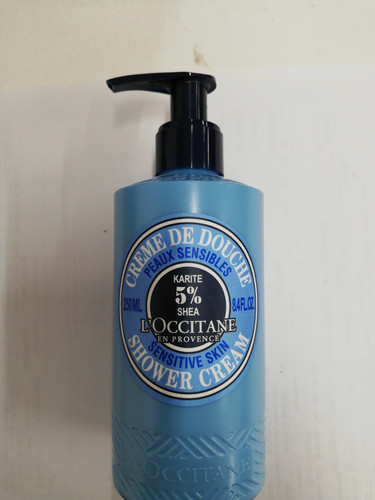 CREME DE DOUCHE
PEAUX SENSIBLES
KARITE
250ML 5% 8.4FL.OZ.
SHEA
L'OCCITANE
EN PROVENCE
SENSITIVE SKIN
SHOWER CREAM
L'OCCITANE